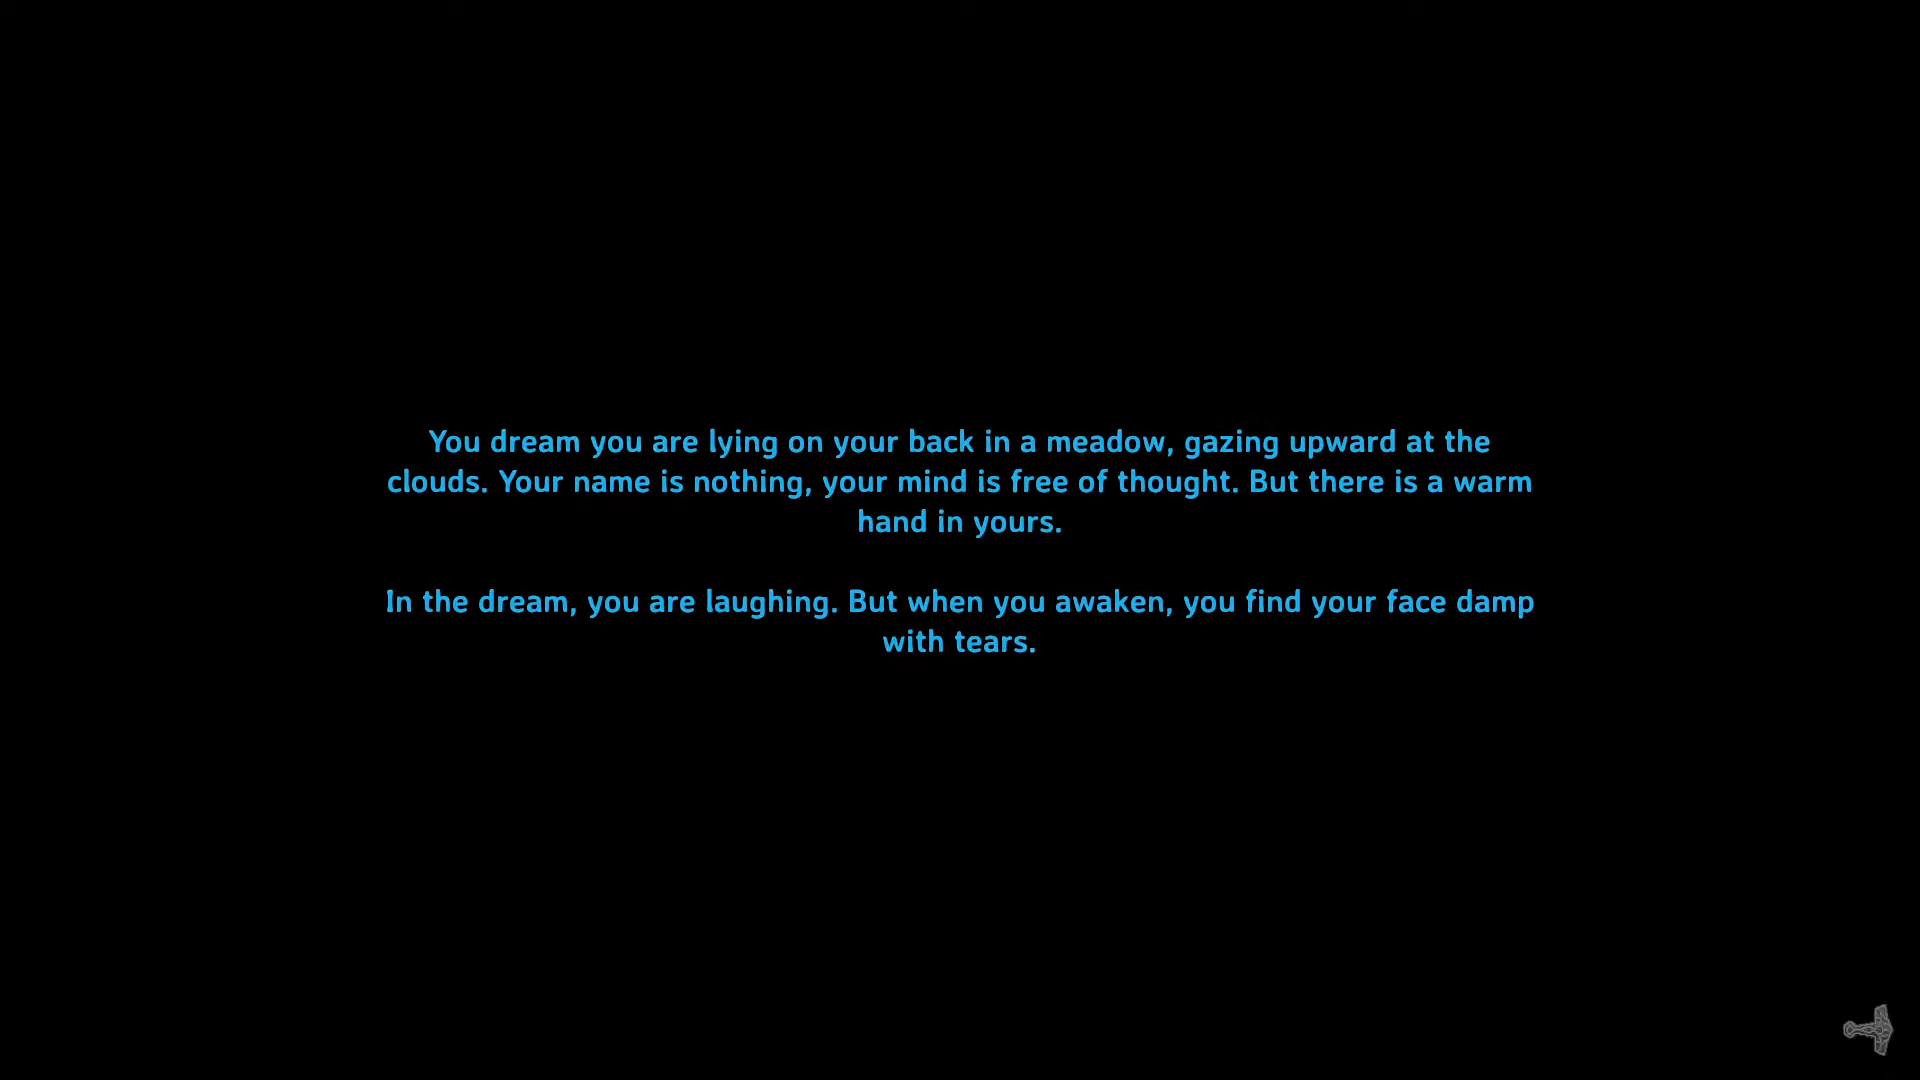 You dream you are lying on your back in a meadow, gazing upward at the
clouds. Your name is nothing, your mind is free of thought. But there is a warm
hand in yours.
In the dream, you are laughing. But when you awaken, you find your face damp
with tears.